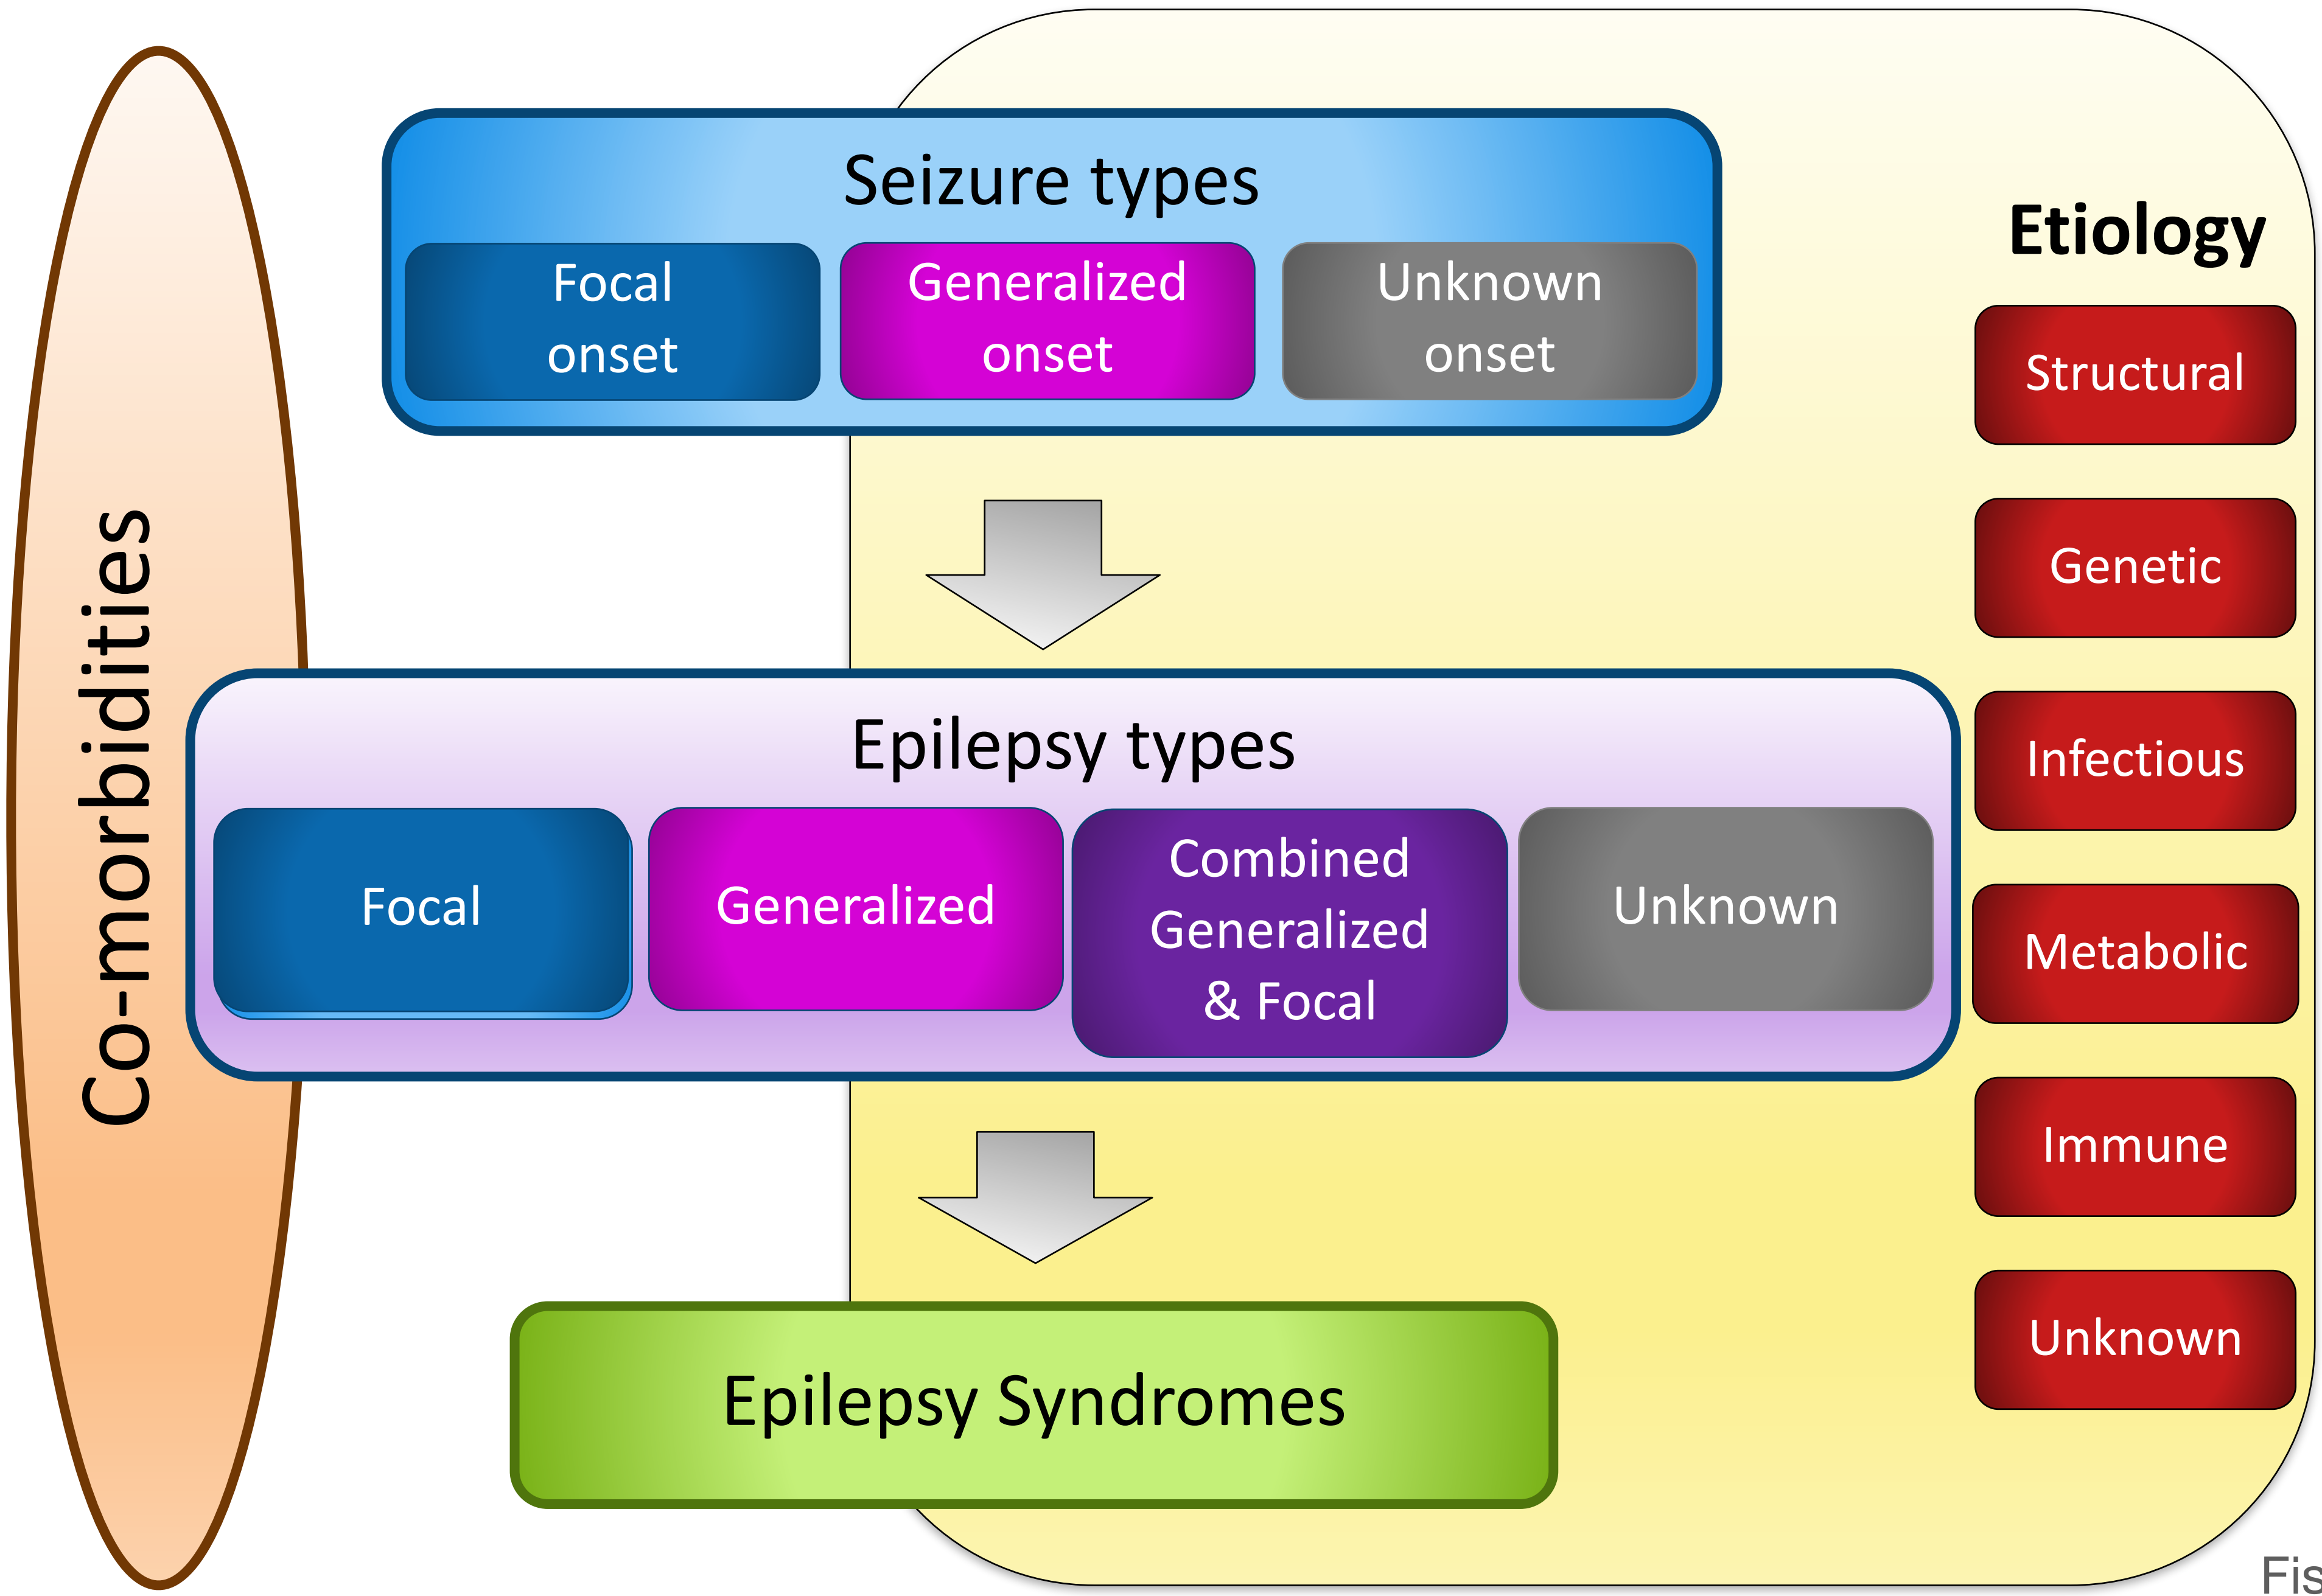 Co-morbidities
Seizure types
Focal
onset
Generalized
onset
Unknown
onset
Epilepsy types
Focal
Generalized
Combined
Generalized
& Focal
Unknown
Epilepsy Syndromes
Etiology
Structural
Genetic
Infectious
Metabolic
Immune
Unknown